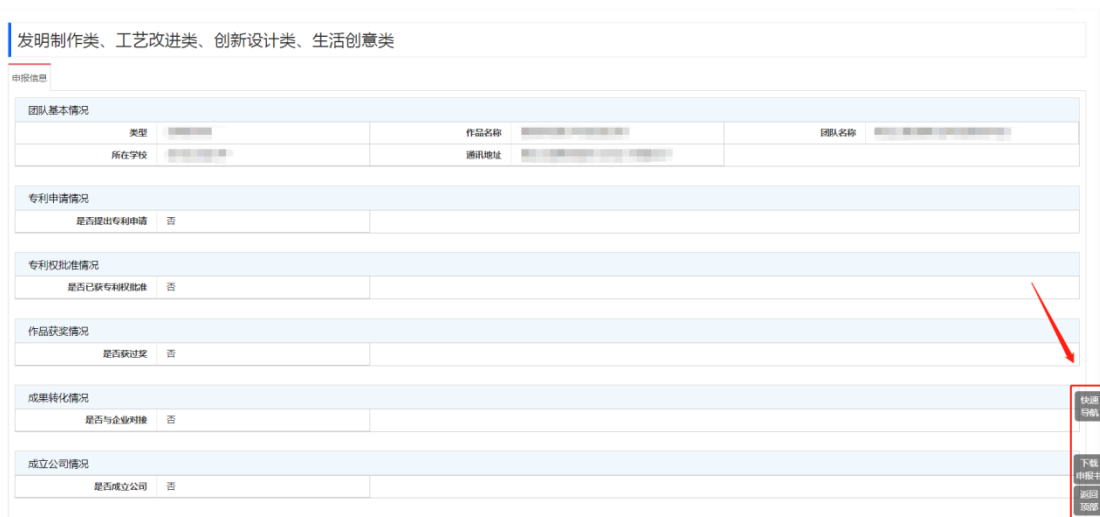 发明制作类、工艺改进类、创新设计类、生活创意类
申报信息
团队基本情况
类型 作品名称 团队名称
所在学校 通讯地址
专利申请情况
是否提出专利申请 否
专利权批准情况
是否已获专利权批准 否
作品获奖情况
是否获过奖 否
成果转化情况
快速
导航
是否与企业对接 否
成立公司情况
下载
申报书
是否成立公司 否
返回
顶部